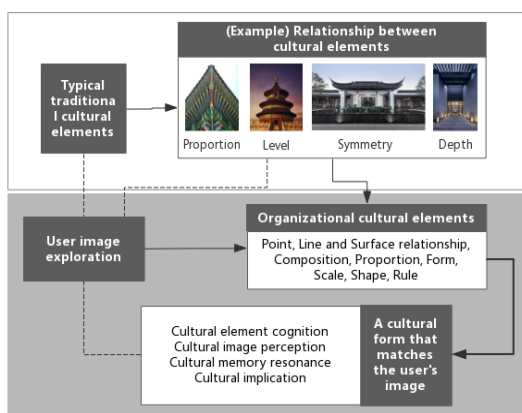 (Example) Relationship between
cultural elements
Typical
traditiona
l cultural
elements
Proportion
Level
Symmetry
Depth
User image
exploration
Organizational cultural elements
Point, Line and Surface relationship,
Composition, Proportion, Form,
Scale, Shape, Rule
Cultural element cognition
Cultural image perception
Cultural memory resonance
Cultural implication
A cultural
form that
matches
the user's
image